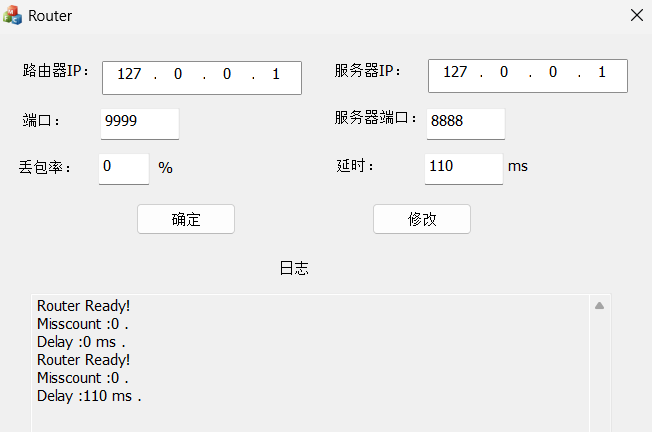 Router
路由器IP： 127 . 0 . 0 . 1 服务器IP： 127 . 0 . 0 . 1
端口： 9999 服务器端口： 8888
丢包率： 0 % 延时： 110 ms
确定 修改
日志
Router Ready!
Misscount :0 .
Delay :0 ms .
Router Ready!
Misscount :0 .
Delay :110 ms .